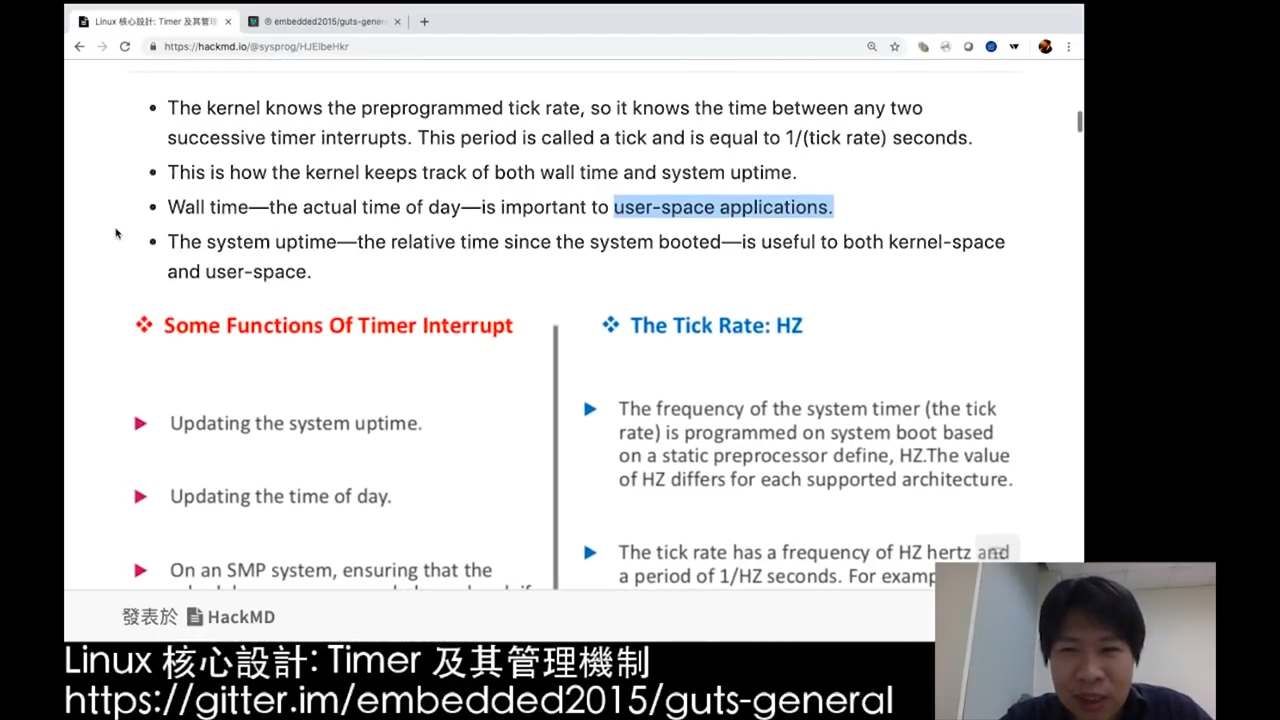 Linux 核心設計: Timer 及其管理
embedded2015/guts-gener
https://hackmd.io/@sysprog/HJElbeHkr
The kernel knows the preprogrammed tick rate, so it knows the time between any two
successive timer interrupts. This period is called a tick and is equal to 1/(tick rate) seconds.
This is how the kernel keeps track of both wall time and system uptime.
Wall time—the actual time of day—is important to user-space applications.
The system uptime—the relative time since the system booted—is useful to both kernel-space
and user-space.
Some Functions Of Timer Interrupt
Updating the system uptime.
Updating the time of day.
On an SMP system, ensuring that the
The Tick Rate: HZ
The frequency of the system timer (the tick
rate) is programmed on system boot based
on a static preprocessor define, HZ.The value
of HZ differs for each supported architecture.
The tick rate has a frequency of HZ hertz and
a period of 1/HZ seconds. For examp
發表於 HackMD
Linux 核心設計: Timer 及其管理機制
https://gitter.im/embedded2015/guts-general